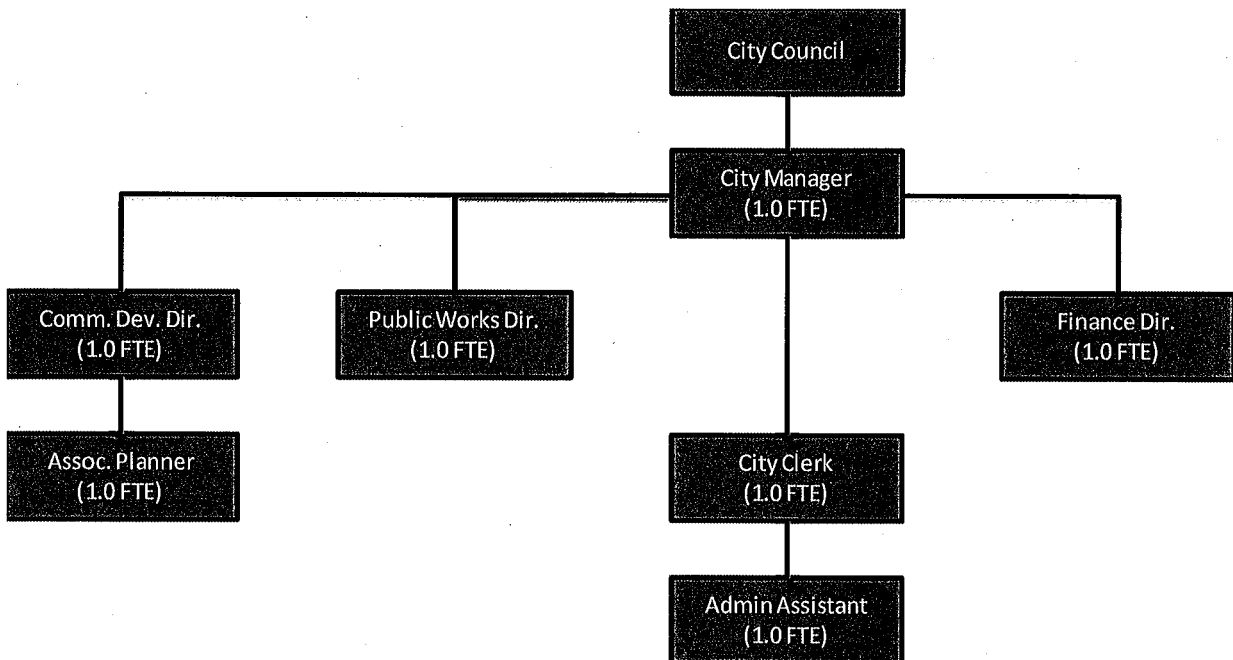 City Council
City Manager
(1.0 FTE)
Comm. Dev. Dir.
(1.0 FTE)
Public Works Dir.
(1.0 FTE)
Finance Dir.
(1.0 FTE)
Assoc. Planner
(1.0 FTE)
City Clerk
(1.0 FTE)
Admin Assistant
(1.0 FTE)